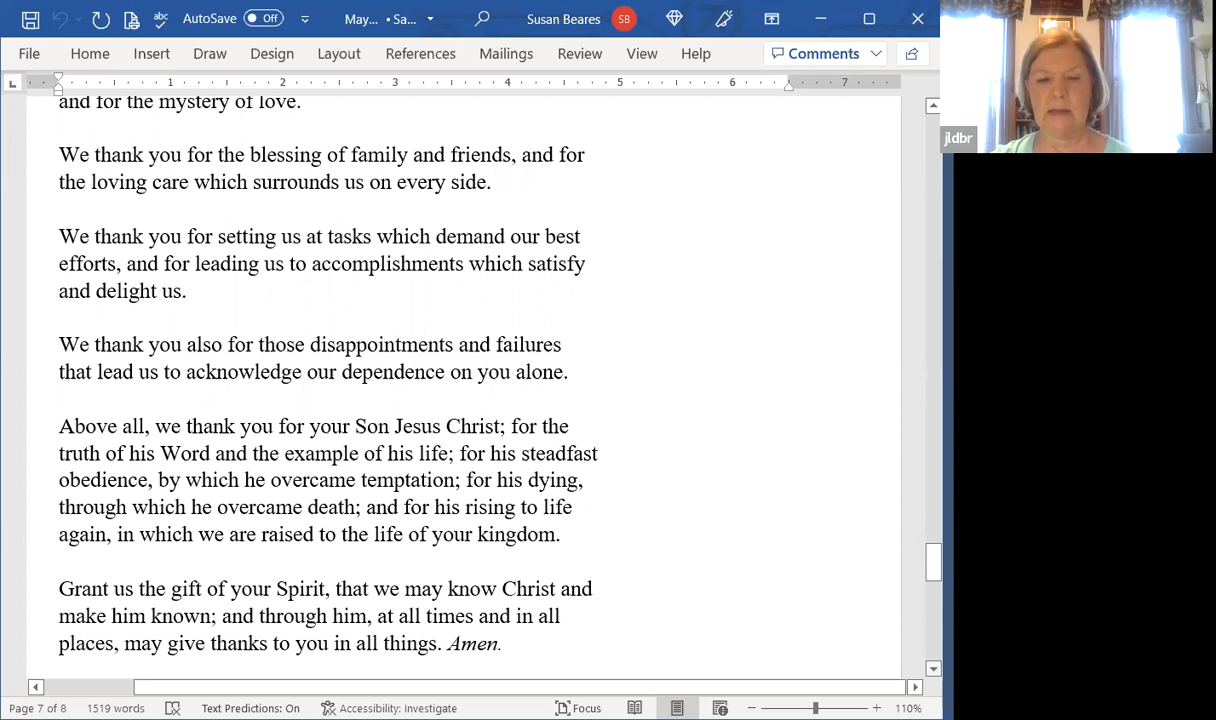 AutoSave Off May... • Sa... Susan Beares SB
File Home Insert Draw Design Layout References Mailings Review View Help Comments
L 1 2 3 4 5 6 7
and for the mystery of love.
We thank you for the blessing of family and friends, and for
the loving care which surrounds us on every side.
We thank you for setting us at tasks which demand our best
efforts, and for leading us to accomplishments which satisfy
and delight us.
We thank you also for those disappointments and failures
that lead us to acknowledge our dependence on you alone.
Above all, we thank you for your Son Jesus Christ; for the
truth of his Word and the example of his life; for his steadfast
obedience, by which he overcame temptation; for his dying,
through which he overcame death; and for his rising to life
again, in which we are raised to the life of your kingdom.
Grant us the gift of your Spirit, that we may know Christ and
make him known; and through him, at all times and in all
places, may give thanks to you in all things. Amen.
Page 7 of 8 1519 words Text Predictions: On Accessibility: Investigate Focus 110%
jldbr